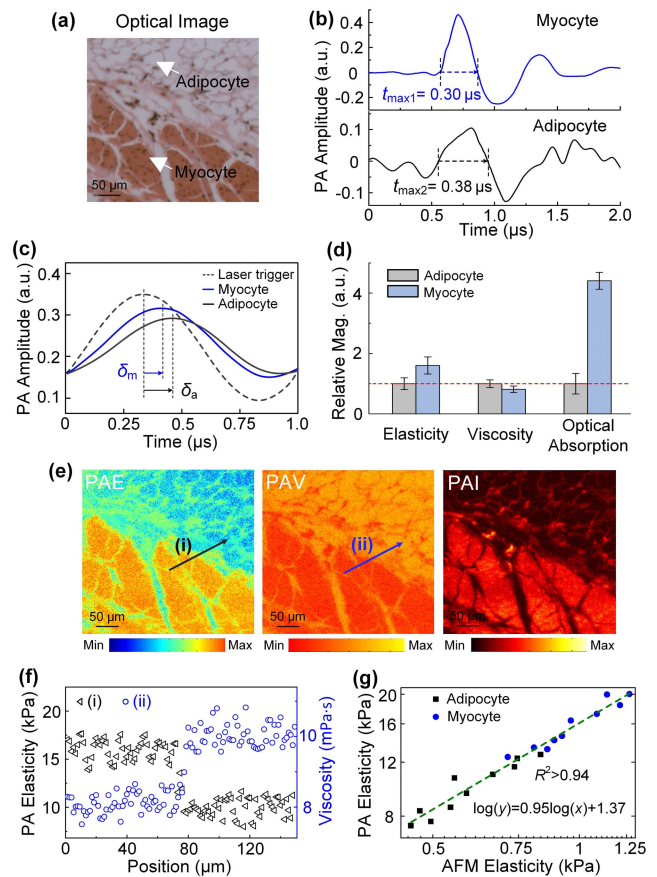 (a)
Optical Image
Adipocyte
Myocyte
50 µm
(b)
PA Amplitude (a.u.)
0.4
0.2
0
-0.2
Myocyte
tmax1= 0.30 µs
0.1
0
-0.1
Adipocyte
tmax2= 0.38 µs
0 0.5 1.0 1.5 2.0
Time (µs)
(c)
PA Amplitude (a.u.)
0.4
0.3
0.2
0.1
Laser trigger
Myocyte
Adipocyte
δm
δa
0 0.25 0.5 0.75 1.0
Time (µs)
(d)
Relative Mag. (a.u.)
4
2
0
Adipocyte
Myocyte
Elasticity Viscosity Optical
Absorption
(e)
PAE PAV PAI
(i) (ii)
50 µm 50 µm 50 µm
Min Max Min Max Min Max
(f)
PA Elasticity (kPa)
20
15
10
(i) (ii)
10
8
Viscosity (mPa·s)
0 40 80 120
Position (µm)
(g)
PA Elasticity (kPa)
20
16
12
8
Adipocyte
Myocyte
R²>0.94
log(y)=0.95log(x)+1.37
0.5 0.75 1 1.25
AFM Elasticity (kPa)